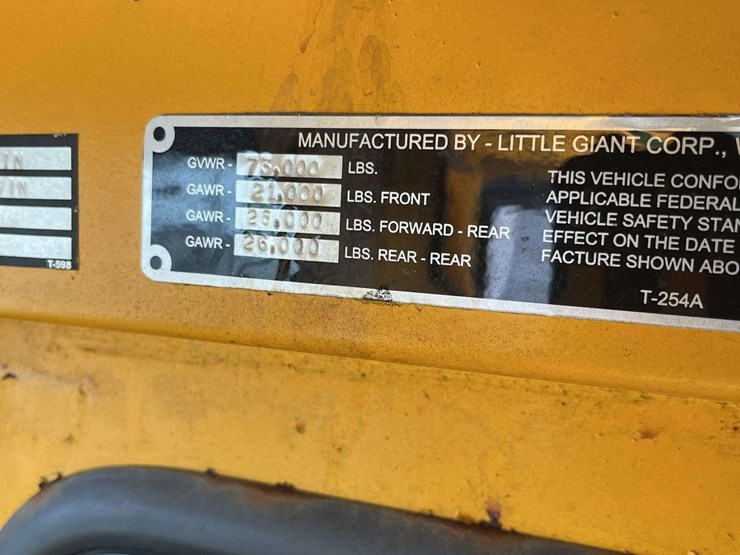 IN
IN
T-598
MANUFACTURED BY - LITTLE GIANT CORP.,
GVWR - LBS.
GAWR - 21,000 LBS. FRONT
GAWR - 26,000 LBS. FORWARD - REAR
GAWR - 26,000 LBS. REAR - REAR
THIS VEHICLE CONFO
APPLICABLE FEDERAL
VEHICLE SAFETY STAN
EFFECT ON THE DATE
FACTURE SHOWN ABO
T-254A